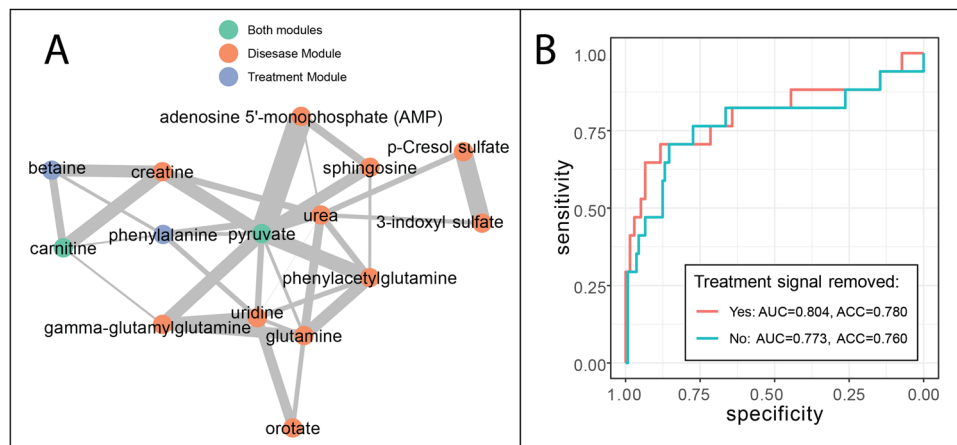 A
Both modules
Disesase Module
Treatment Module
adenosine 5'-monophosphate (AMP)
p-Cresol sulfate
betaine
creatine
sphingosine
urea
3-indoxyl sulfate
carnitine
phenylalanine
pyruvate
phenylacetylglutamine
gamma-glutamylglutamine
uridine
glutamine
orotate
B
1.00
0.75
0.50
0.25
0.00
sensitivity
Treatment signal removed:
Yes: AUC=0.804, ACC=0.780
No: AUC=0.773, ACC=0.760
1.00 0.75 0.50 0.25 0.00
specificity